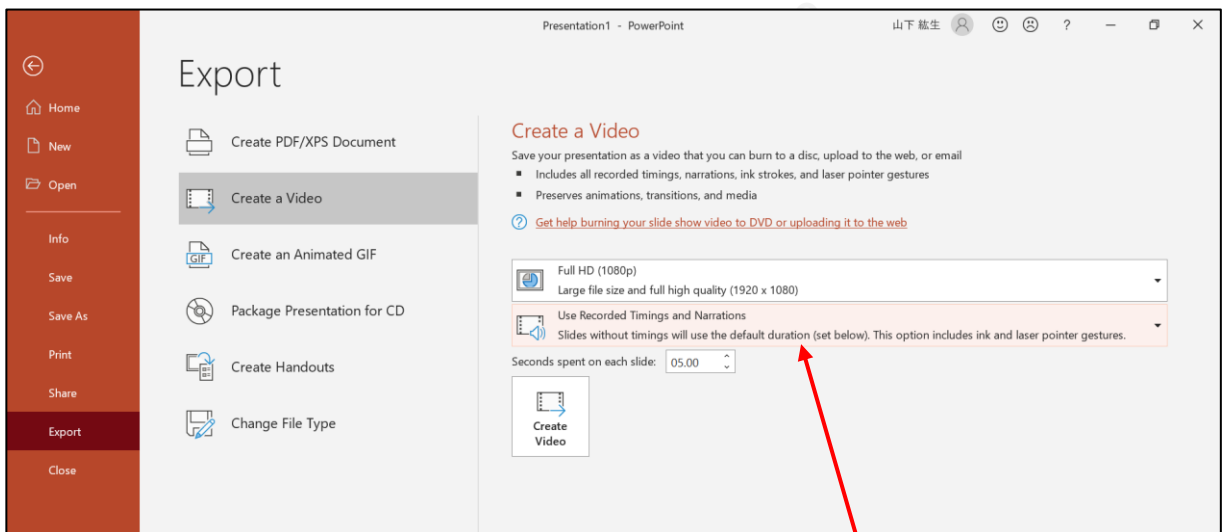 Presentation1 - PowerPoint
山下 紘生
?
Export
Home
New
Open
Info
Save
Save As
Print
Share
Export
Close
Create PDF/XPS Document
Create a Video
GIF
Create an Animated GIF
Package Presentation for CD
Create Handouts
Change File Type
Create a Video
Save your presentation as a video that you can burn to a disc, upload to the web, or email
▪ Includes all recorded timings, narrations, ink strokes, and laser pointer gestures
▪ Preserves animations, transitions, and media
? Get help burning your slide show video to DVD or uploading it to the web
Full HD (1080p)
Large file size and full high quality (1920 x 1080)
Use Recorded Timings and Narrations
Slides without timings will use the default duration (set below). This option includes ink and laser pointer gestures.
Seconds spent on each slide: 05.00
Create
Video